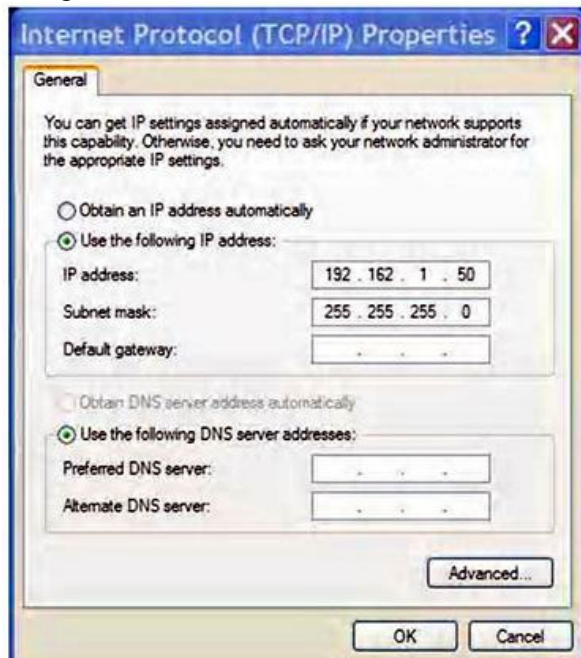 Internet Protocol (TCP/IP) Properties ? X
General
You can get IP settings assigned automatically if your network supports
this capability. Otherwise, you need to ask your network administrator for
the appropriate IP settings.
Obtain an IP address automatically
Use the following IP address:
IP address: 192 . 162 . 1 . 50
Subnet mask: 255 . 255 . 255 . 0
Default gateway: . . .
Obtain DNS server address automatically
Use the following DNS server addresses:
Preferred DNS server: . . .
Alternate DNS server: . . .
Advanced...
OK Cancel